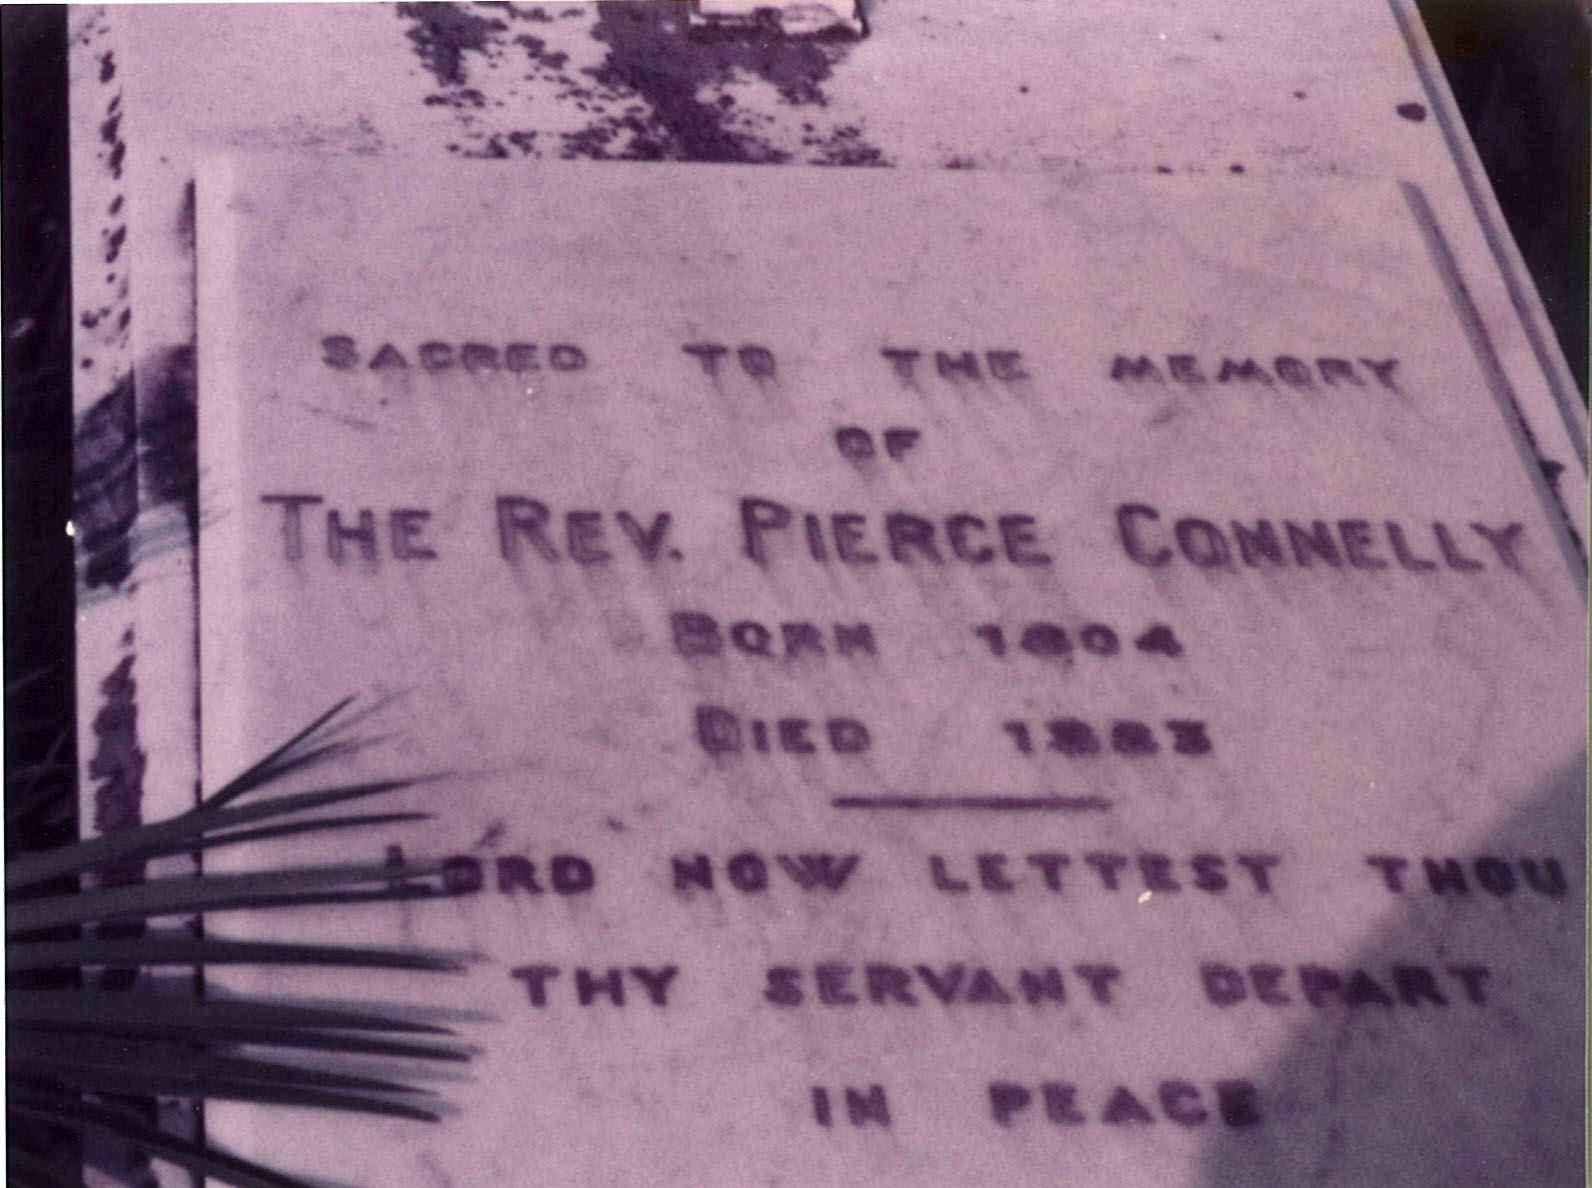 SACRED TO THE MEMORY
OF
THE REV. PIERCE CONNELLY
BORN 1804
DIED 1883
LORD NOW LETTEST THOU
THY SERVANT DEPART
IN PEACE